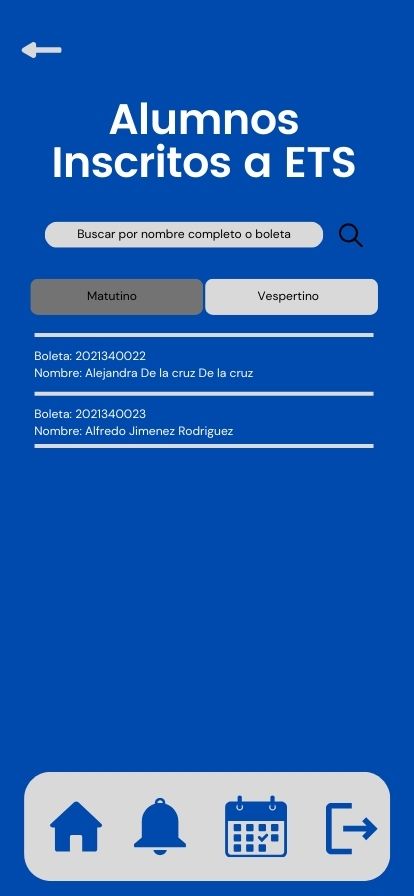 Alumnos
Inscritos a ETS
Buscar por nombre completo o boleta
Matutino
Vespertino
Boleta: 2021340022
Nombre: Alejandra De la cruz De la cruz
Boleta: 2021340023
Nombre: Alfredo Jimenez Rodriguez